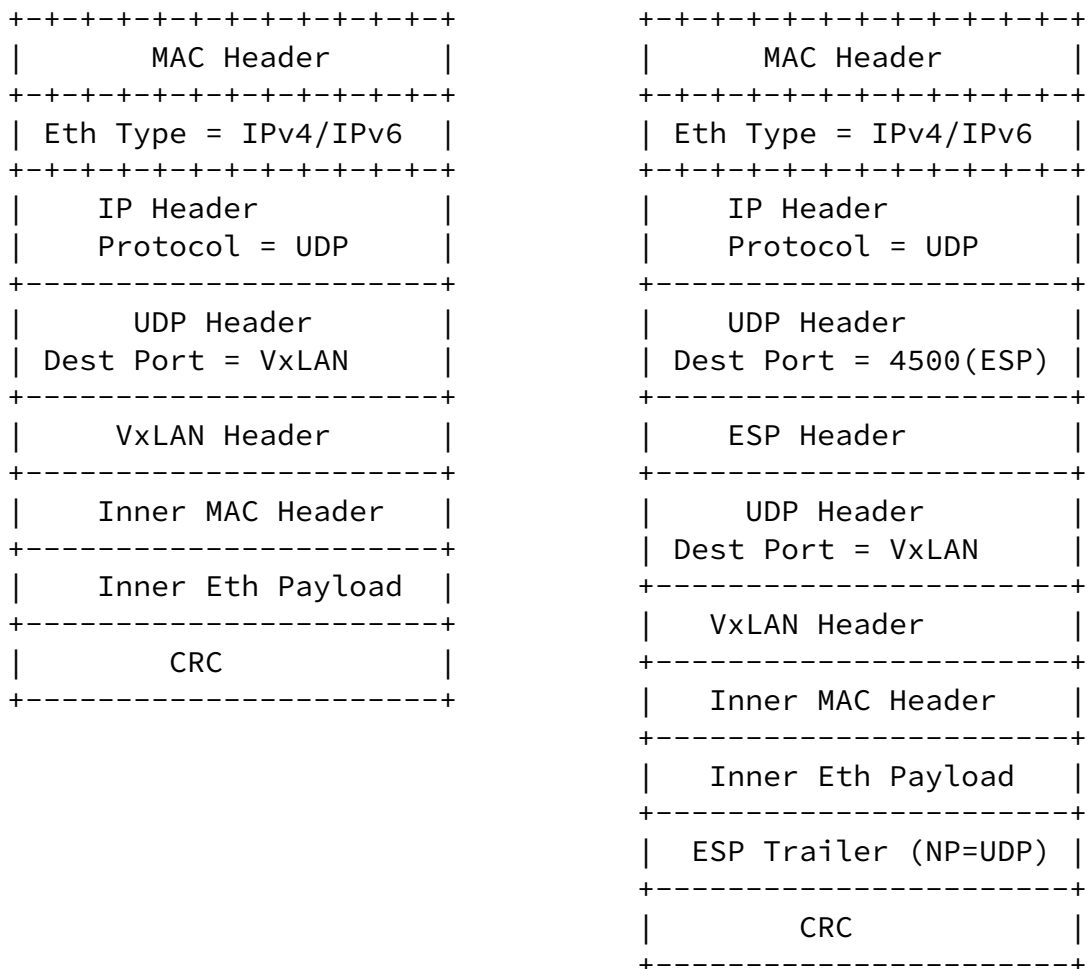 +-+-+-+-+-+-+-+-+-+-+-+-+
|       MAC Header      |
+-+-+-+-+-+-+-+-+-+-+-+-+
| Eth Type = IPv4/IPv6  |
+-+-+-+-+-+-+-+-+-+-+-+-+
|    IP Header          |
|    Protocol = UDP     |
+-----------------------+
|      UDP Header       |
| Dest Port = VxLAN     |
+-----------------------+
|     VxLAN Header      |
+-----------------------+
|    Inner MAC Header   |
+-----------------------+
|    Inner Eth Payload  |
+-----------------------+
|        CRC            |
+-----------------------+
+-+-+-+-+-+-+-+-+-+-+-+-+
|      MAC Header       |
+-+-+-+-+-+-+-+-+-+-+-+-+
| Eth Type = IPv4/IPv6  |
+-+-+-+-+-+-+-+-+-+-+-+-+
|    IP Header          |
|    Protocol = UDP     |
+-----------------------+
|    UDP Header         |
| Dest Port = 4500(ESP) |
+-----------------------+
|    ESP Header         |
+-----------------------+
|     UDP Header        |
| Dest Port = VxLAN     |
+-----------------------+
|   VxLAN Header        |
+-----------------------+
|   Inner MAC Header    |
+-----------------------+
|   Inner Eth Payload   |
+-----------------------+
|  ESP Trailer (NP=UDP) |
+-----------------------+
|        CRC            |
+-----------------------+